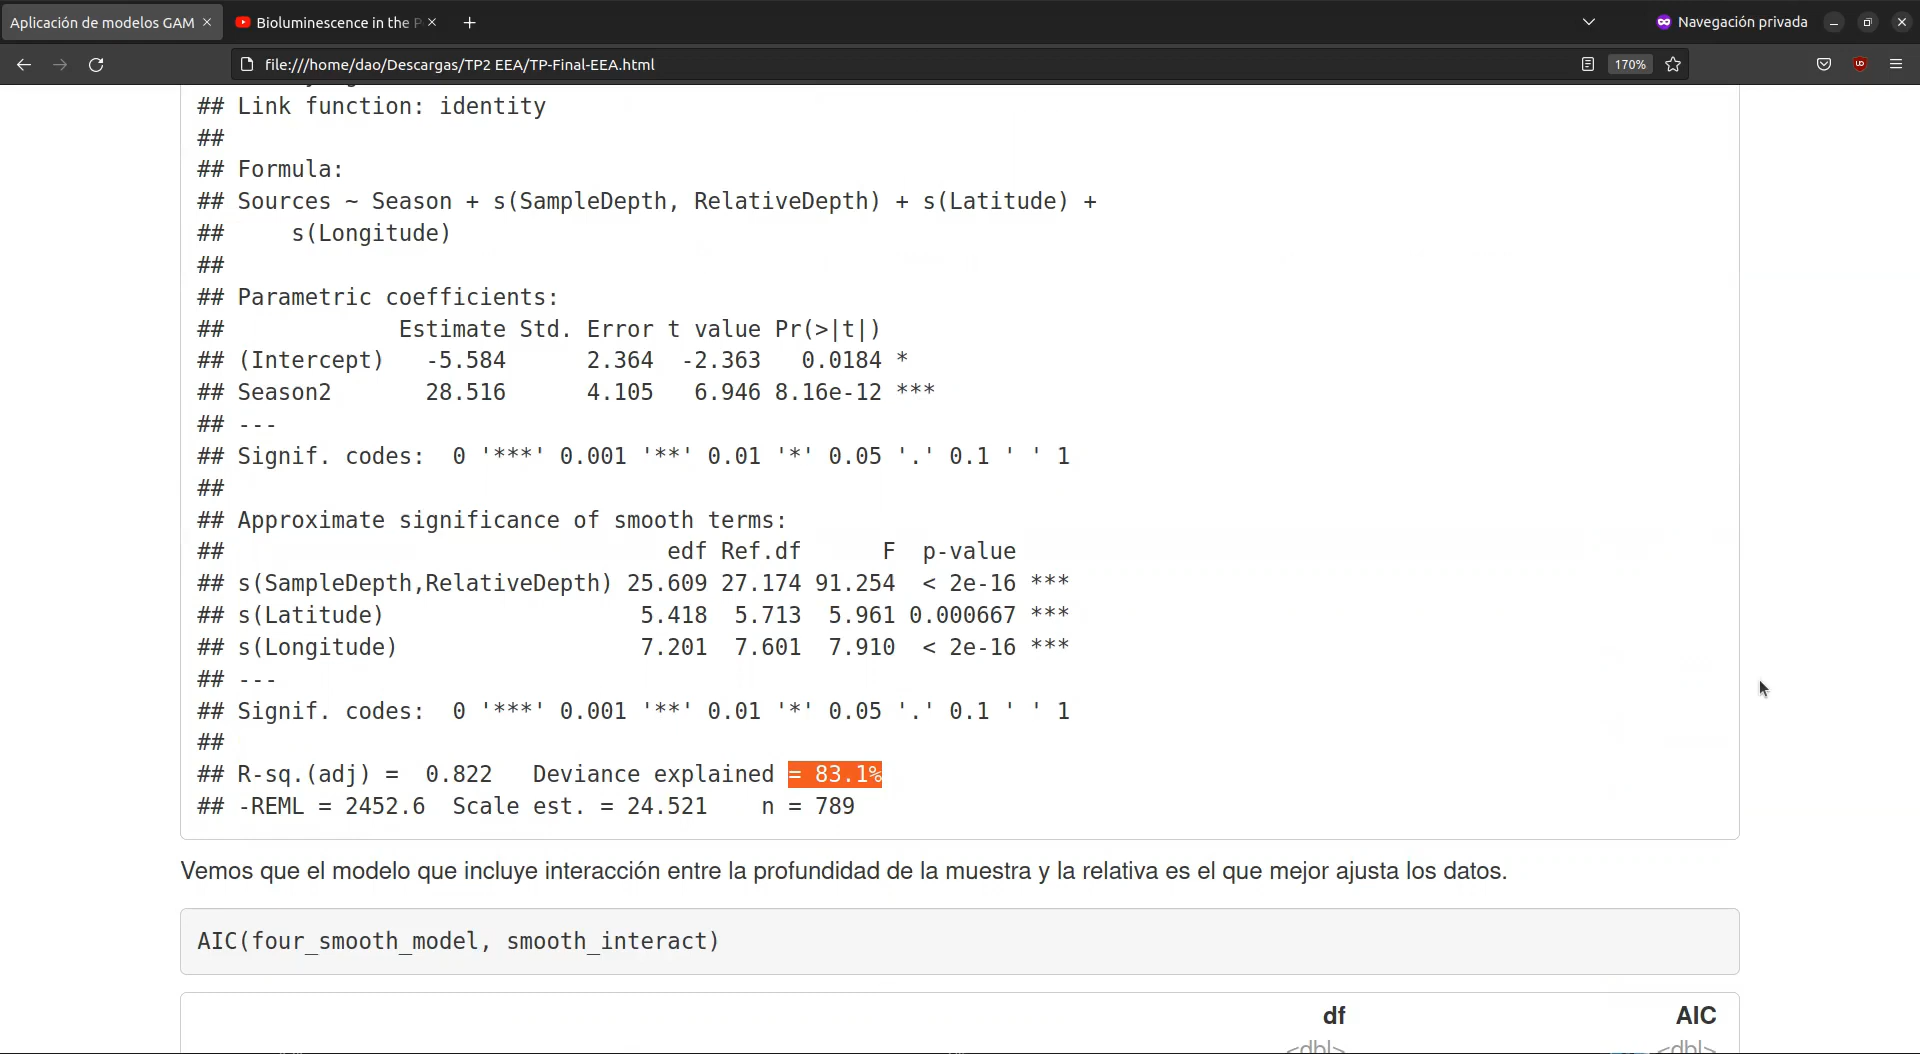 Aplicación de modelos GAM
Bioluminescence in the
Navegación privada
file:///home/dao/Descargas/TP2 EEA/TP-Final-EEA.html
170%
## Link function: identity
##
## Formula:
## Sources ~ Season + s(SampleDepth, RelativeDepth) + s(Latitude) +
##     s(Longitude)
##
## Parametric coefficients:
##             Estimate Std. Error t value Pr(>|t|)
## (Intercept)   -5.584      2.364  -2.363   0.0184 *
## Season2       28.516      4.105   6.946 8.16e-12 ***
## ---
## Signif. codes:  0 '***' 0.001 '**' 0.01 '*' 0.05 '.' 0.1 ' ' 1
##
## Approximate significance of smooth terms:
##                                 edf Ref.df      F  p-value
## s(SampleDepth,RelativeDepth) 25.609 27.174 91.254  < 2e-16 ***
## s(Latitude)                   5.418  5.713  5.961 0.000667 ***
## s(Longitude)                  7.201  7.601  7.910  < 2e-16 ***
## ---
## Signif. codes:  0 '***' 0.001 '**' 0.01 '*' 0.05 '.' 0.1 ' ' 1
##
## R-sq.(adj) =  0.822   Deviance explained = 83.1%
## -REML = 2452.6  Scale est. = 24.521    n = 789
Vemos que el modelo que incluye interacción entre la profundidad de la muestra y la relativa es el que mejor ajusta los datos.
AIC(four_smooth_model, smooth_interact)
df AIC
<dbl> <dbl>